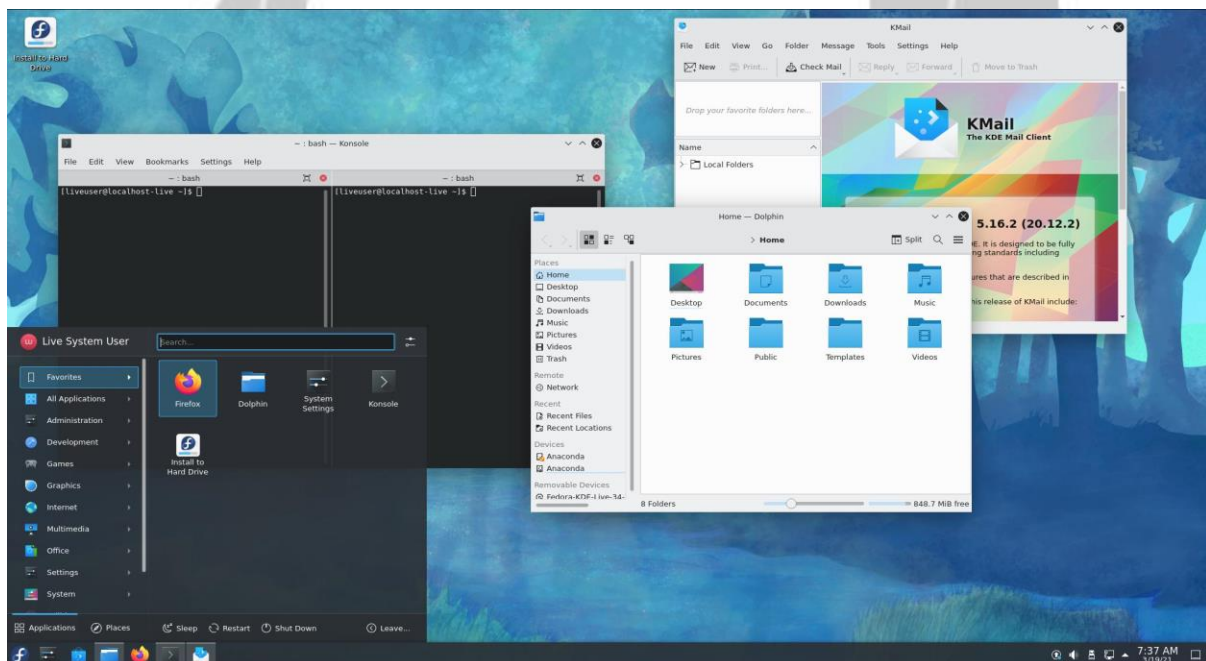 Install to Hard
Drive
~ : bash — Konsole
File Edit View Bookmarks Settings Help
~ : bash
~ : bash
[liveuser@localhost-live ~]$
[liveuser@localhost-live ~]$
KMail
File Edit View Go Folder Message Tools Settings Help
New Print... Check Mail Reply Forward Move to Trash
Drop your favorite folders here...
Name
Local Folders
KMail
The KDE Mail Client
5.16.2 (20.12.2)
DE. It is designed to be fully
ng standards including
ures that are described in
his release of KMail include:
Home — Dolphin
> Home
Split
Places
Home
Desktop
Documents
Downloads
Music
Pictures
Videos
Trash
Remote
Network
Recent
Recent Files
Recent Locations
Devices
Anaconda
Anaconda
Removable Devices
Fedora-KDE-Live-34-
Desktop Documents Downloads Music
Pictures Public Templates Videos
8 Folders
848.7 MiB free
Live System User
Search...
Favorites
All Applications
Administration
Development
Games
Graphics
Internet
Multimedia
Office
Settings
System
Firefox Dolphin System
Settings Konsole
Install to
Hard Drive
Applications Places Sleep Restart Shut Down Leave...
7:37 AM
3/19/21